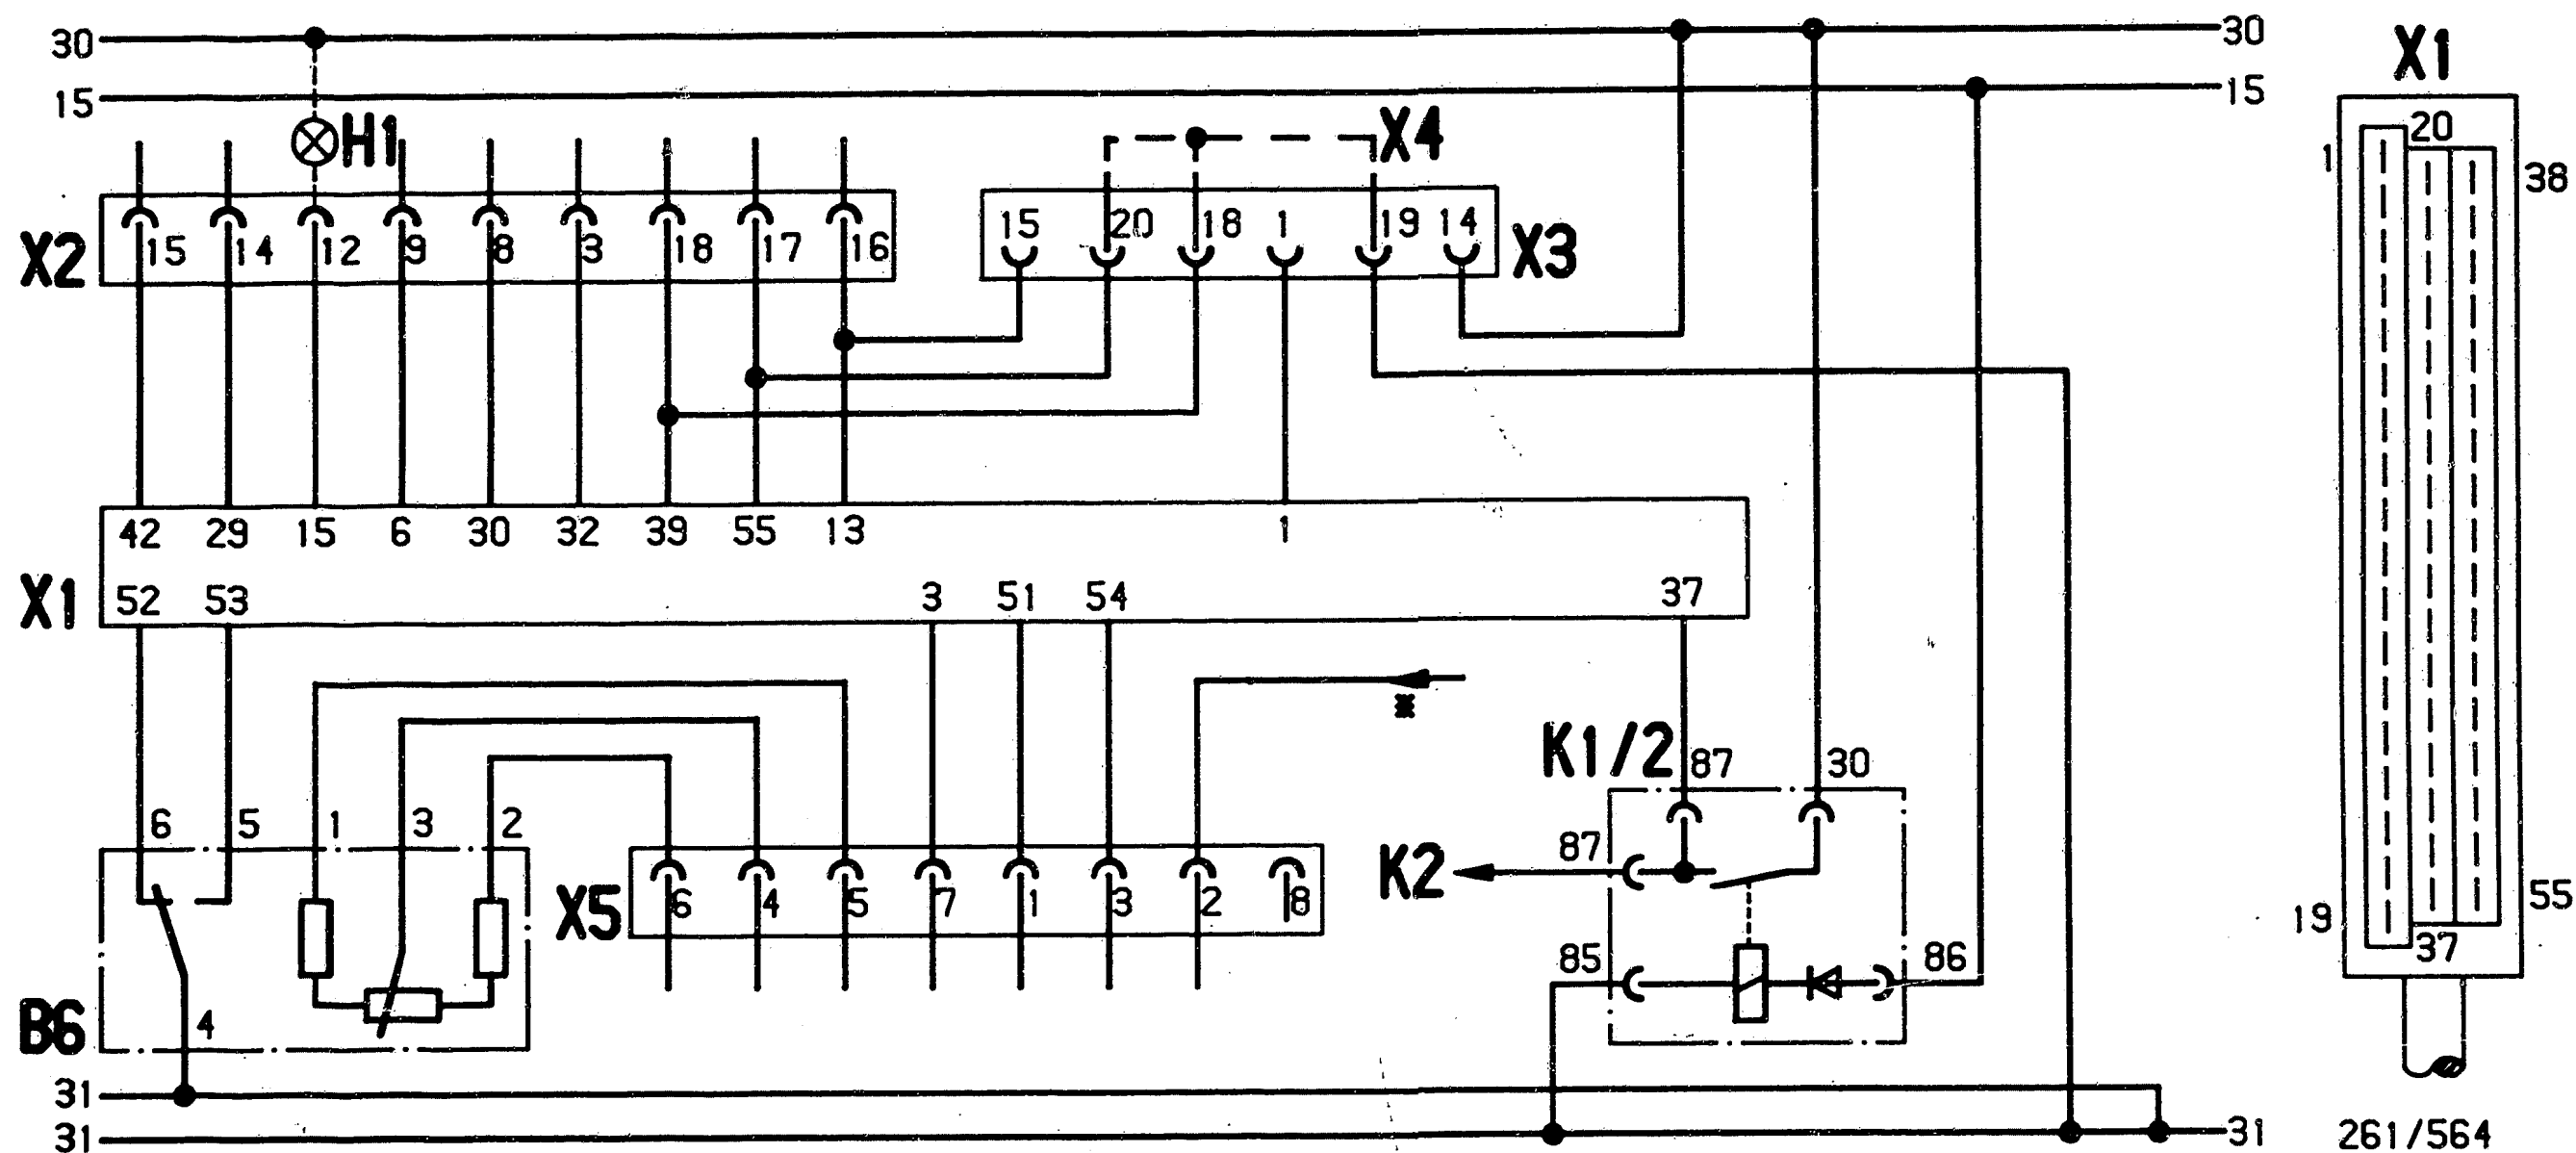 30 30
15 15
X1
H1 X4
20
1 38
15 20 18 1 19 14
X2 15 14 12 9 8 3 18 17 16 X3
42 29 15 6 30 32 39 55 13 1
X1 52 53 3 51 54 37
※
K1/2 87 30
6 5 1 3 2
87
K2
X5 6 4 5 7 1 3 2 8
55
19 37
85 86
B6 4
31
31 31
261/564